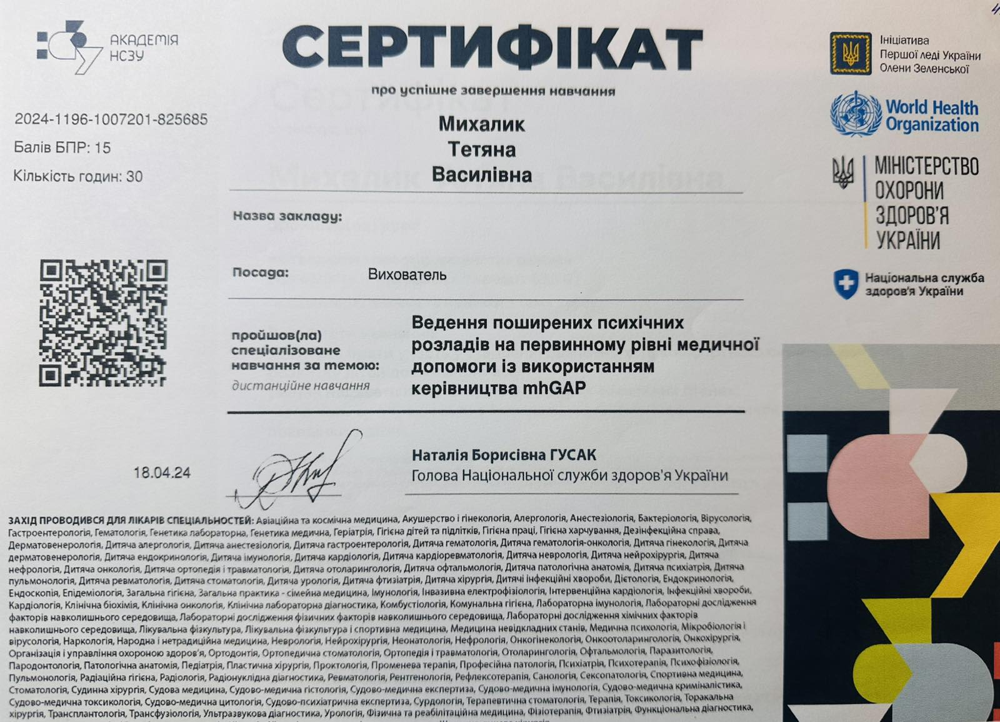 АКАДЕМІЯ
НСЗУ
СЕРТИФІКАТ
про успішне завершення навчання
Ініціатива
Першої леді України
Олени Зеленської
World Health
Organization
МІНІСТЕРСТВО
ОХОРОНИ
ЗДОРОВ'Я
УКРАЇНИ
Національна служба
здоров'я України
2024-1196-1007201-825685
Балів БПР: 15
Кількість годин: 30
Михалик
Тетяна
Василівна
Назва закладу:
Посада: Вихователь
пройшов(ла)
спеціалізоване
навчання за темою:
дистанційне навчання
Ведення поширених психічних
розладів на первинному рівні медичної
допомоги із використанням
керівництва mhGAP
18.04.24
Наталія Борисівна ГУСАК
Голова Національної служби здоров'я України
ЗАХІД ПРОВОДИВСЯ ДЛЯ ЛІКАРІВ СПЕЦІАЛЬНОСТЕЙ: Авіаційна та космічна медицина, Акушерство і гінекологія, Алергологія, Анестезіологія, Бактеріологія, Вірусологія,
Гастроентерологія, Гематологія, Генетика лабораторна, Генетика медична, Геріатрія, Гігієна дітей та підлітків, Гігієна праці, Гігієна харчування, Дезінфекційна справа,
Дерматовенерологія, Дитяча алергологія, Дитяча анестезіологія, Дитяча гастроентерологія, Дитяча гематологія, Дитяча гематологія-онкологія, Дитяча гінекологія, Дитяча
дерматовенерологія, Дитяча ендокринологія, Дитяча імунологія, Дитяча кардіологія, Дитяча кардіоревматологія, Дитяча неврологія, Дитяча нейрохірургія, Дитяча
нефрологія, Дитяча онкологія, Дитяча ортопедія і травматологія, Дитяча отоларингологія, Дитяча офтальмологія, Дитяча патологічна анатомія, Дитяча психіатрія, Дитяча
пульмонологія, Дитяча ревматологія, Дитяча стоматологія, Дитяча урологія, Дитяча фтизіатрія, Дитяча хірургія, Дитячі інфекційні хвороби, Дієтологія, Ендокринологія,
Ендоскопія, Епідеміологія, Загальна гігієна, Загальна практика - сімейна медицина, Імунологія, Інвазивна електрофізіологія, Інтервенційна кардіологія, Інфекційні хвороби,
Кардіологія, Клінічна біохімія, Клінічна онкологія, Клінічна лабораторна діагностика, Комбустіологія, Комунальна гігієна, Лабораторна імунологія, Лабораторні дослідження
факторів навколишнього середовища, Лабораторні дослідження фізичних факторів навколишнього середовища, Лабораторні дослідження хімічних факторів
навколишнього середовища, Лікувальна фізкультура, Лікувальна фізкультура і спортивна медицина, Медицина невідкладних станів, Медична психологія, Мікробіологія і
вірусологія, Наркологія, Народна і нетрадиційна медицина, Неврологія, Нейрохірургія, Неонатологія, Нефрологія, Онкогінекологія, Онкоотоларингологія, Онкохірургія,
Організація і управління охороною здоров'я, Ортодонтія, Ортопедична стоматологія, Ортопедія і травматологія, Отоларингологія, Офтальмологія, Паразитологія,
Пародонтологія, Патологічна анатомія, Педіатрія, Пластична хірургія, Проктологія, Променева терапія, Професійна патологія, Психіатрія, Психотерапія, Психофізіологія,
Пульмонологія, Радіаційна гігієна, Радіологія, Радіонуклідна діагностика, Ревматологія, Рентгенологія, Рефлексотерапія, Санологія, Сексопатологія, Спортивна медицина,
Стоматологія, Судинна хірургія, Судова медицина, Судово-медична гістологія, Судово-медична експертиза, Судово-медична імунологія, Судово-медична криміналістика,
Судово-медична токсикологія, Судово-медична цитологія, Судово-психіатрична експертиза, Сурдологія, Терапевтична стоматологія, Терапія, Токсикологія, Торакальна
хірургія, Трансплантологія, Трансфузіологія, Ультразвукова діагностика, Урологія, Фізична та реабілітаційна медицина, Фізіотерапія, Фтизіатрія, Функціональна діагностика,